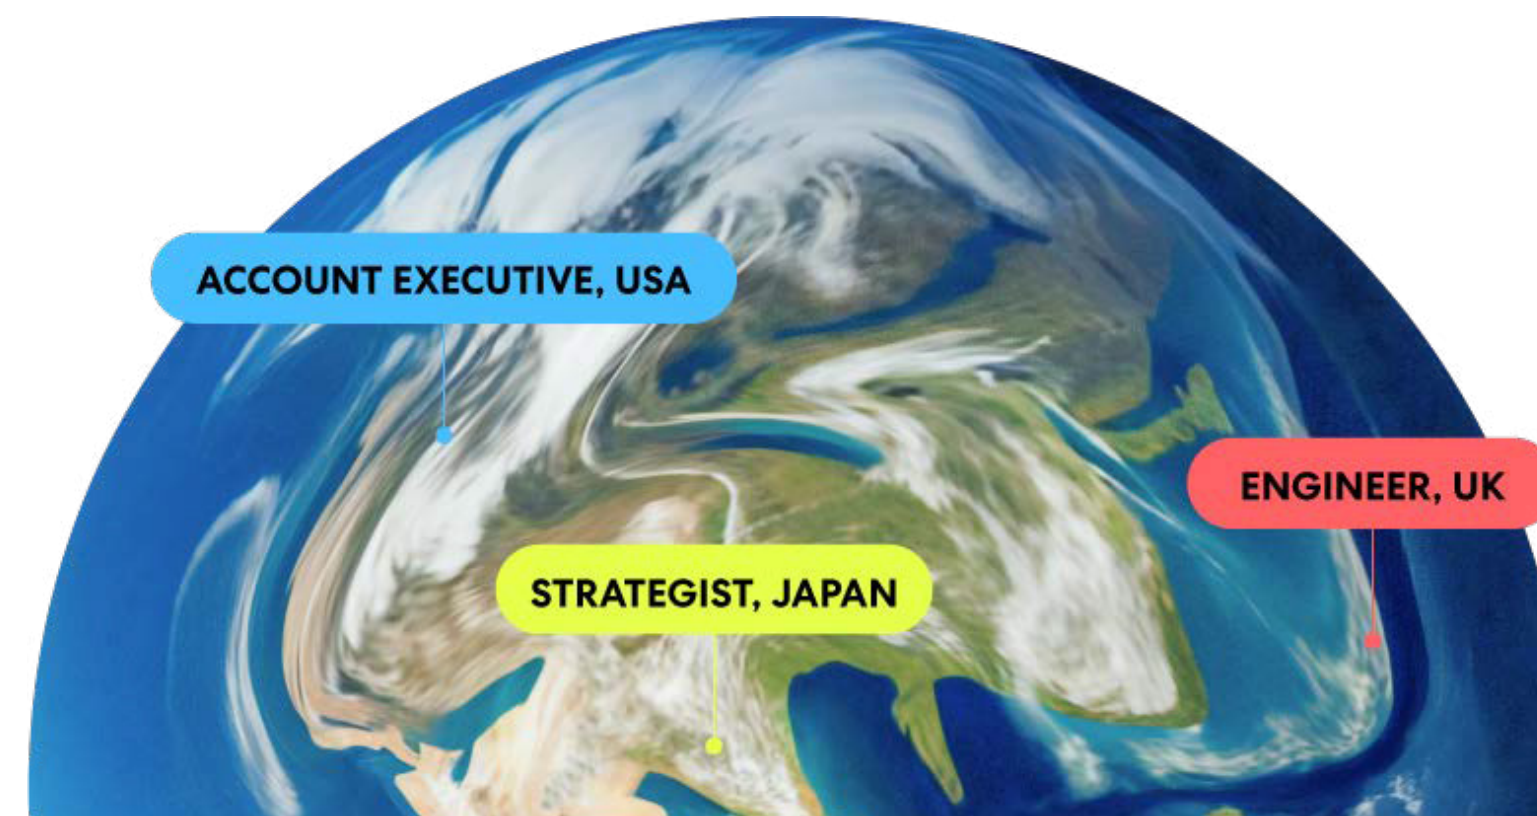 ACCOUNT EXECUTIVE, USA
ENGINEER, UK
STRATEGIST, JAPAN